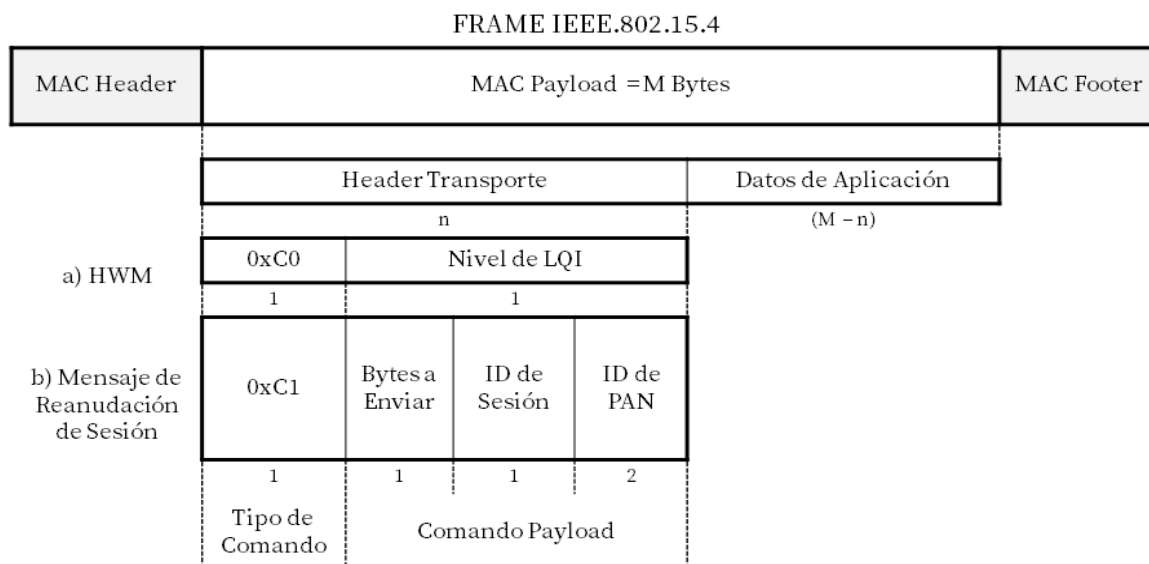 FRAME IEEE.802.15.4
MAC Header
MAC Payload = M Bytes
MAC Footer
Header Transporte
Datos de Aplicación
n
(M – n)
a) HWM
0xC0
Nivel de LQI
1
1
b) Mensaje de
Reanudación
de Sesión
0xC1
Bytes a
Enviar
ID de
Sesión
ID de
PAN
1
1
1
2
Tipo de
Comando
Comando Payload